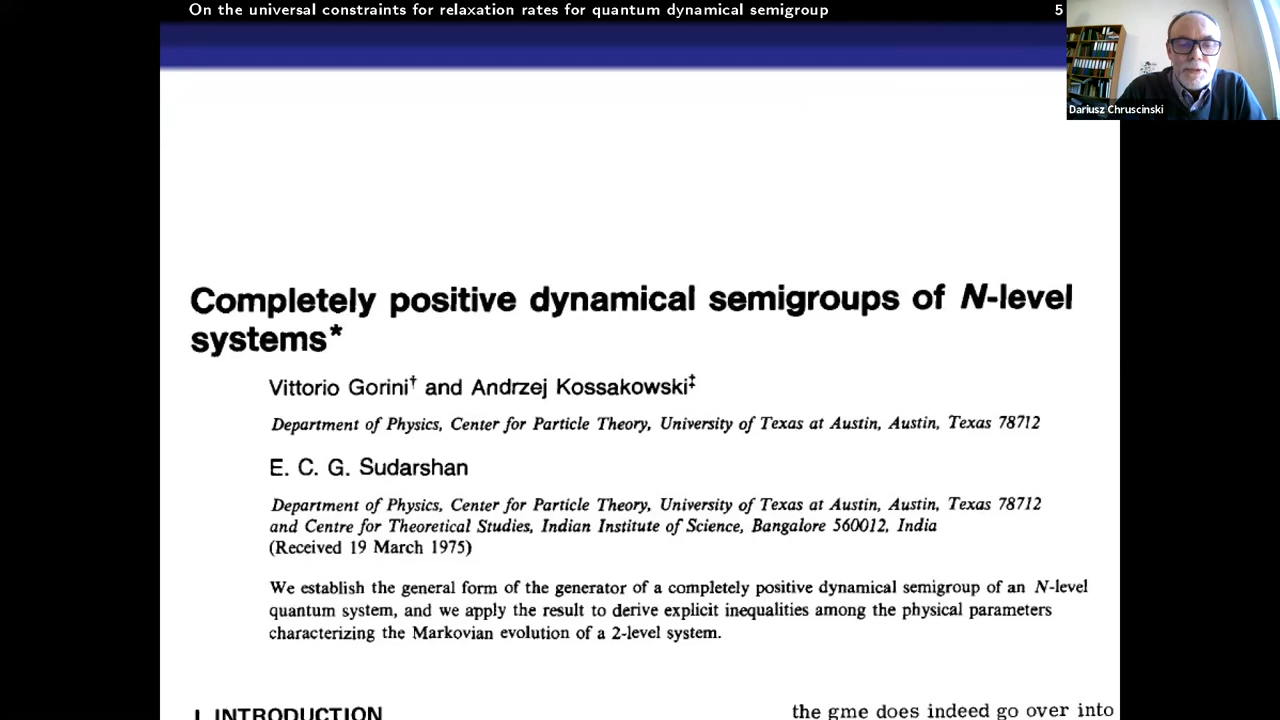 On the universal constraints for relaxation rates for quantum dynamical semigroup
5
Dariusz Chruscinski
Completely positive dynamical semigroups of N-level
systems*
Vittorio Gorini† and Andrzej Kossakowski‡
Department of Physics, Center for Particle Theory, University of Texas at Austin, Austin, Texas 78712
E. C. G. Sudarshan
Department of Physics, Center for Particle Theory, University of Texas at Austin, Austin, Texas 78712
and Centre for Theoretical Studies, Indian Institute of Science, Bangalore 560012, India
(Received 19 March 1975)
We establish the general form of the generator of a completely positive dynamical semigroup of an N-level
quantum system, and we apply the result to derive explicit inequalities among the physical parameters
characterizing the Markovian evolution of a 2-level system.
I. INTRODUCTION
the gme does indeed go over into